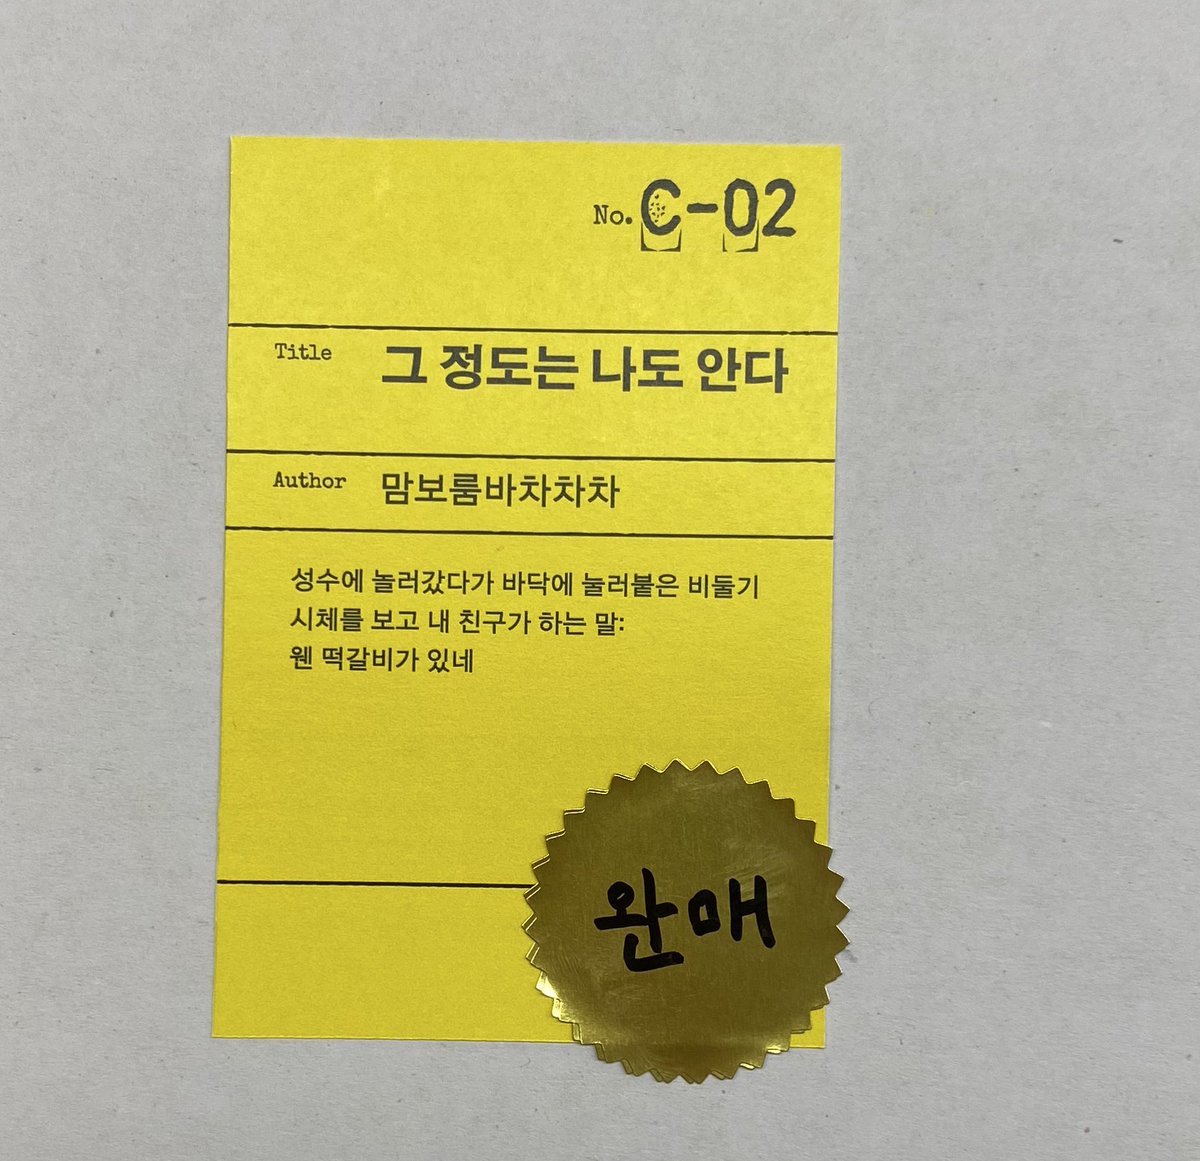 No. C-02
Title 그 정도는 나도 안다
Author 맘보룸바차차차
성수에 놀러갔다가 바닥에 눌러붙은 비둘기
시체를 보고 내 친구가 하는 말:
웬 떡갈비가 있네
완매